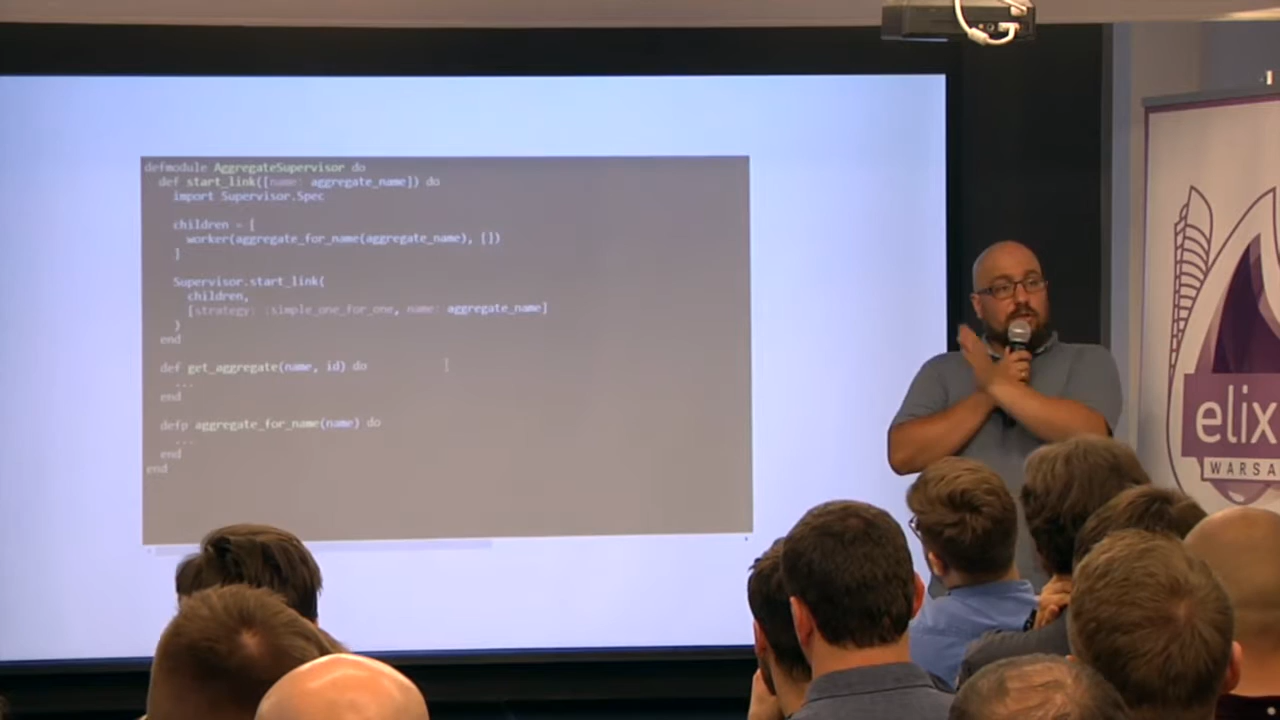 defmodule AggregateSupervisor do
def start_link([name: aggregate_name]) do
import Supervisor.Spec
children = [
worker(aggregate_for_name(aggregate_name), [])
]
Supervisor.start_link(
children,
[strategy: :simple_one_for_one, name: aggregate_name]
)
end
def get_aggregate(name, id) do
...
end
defp aggregate_for_name(name) do
...
end
end
elix
WARSA